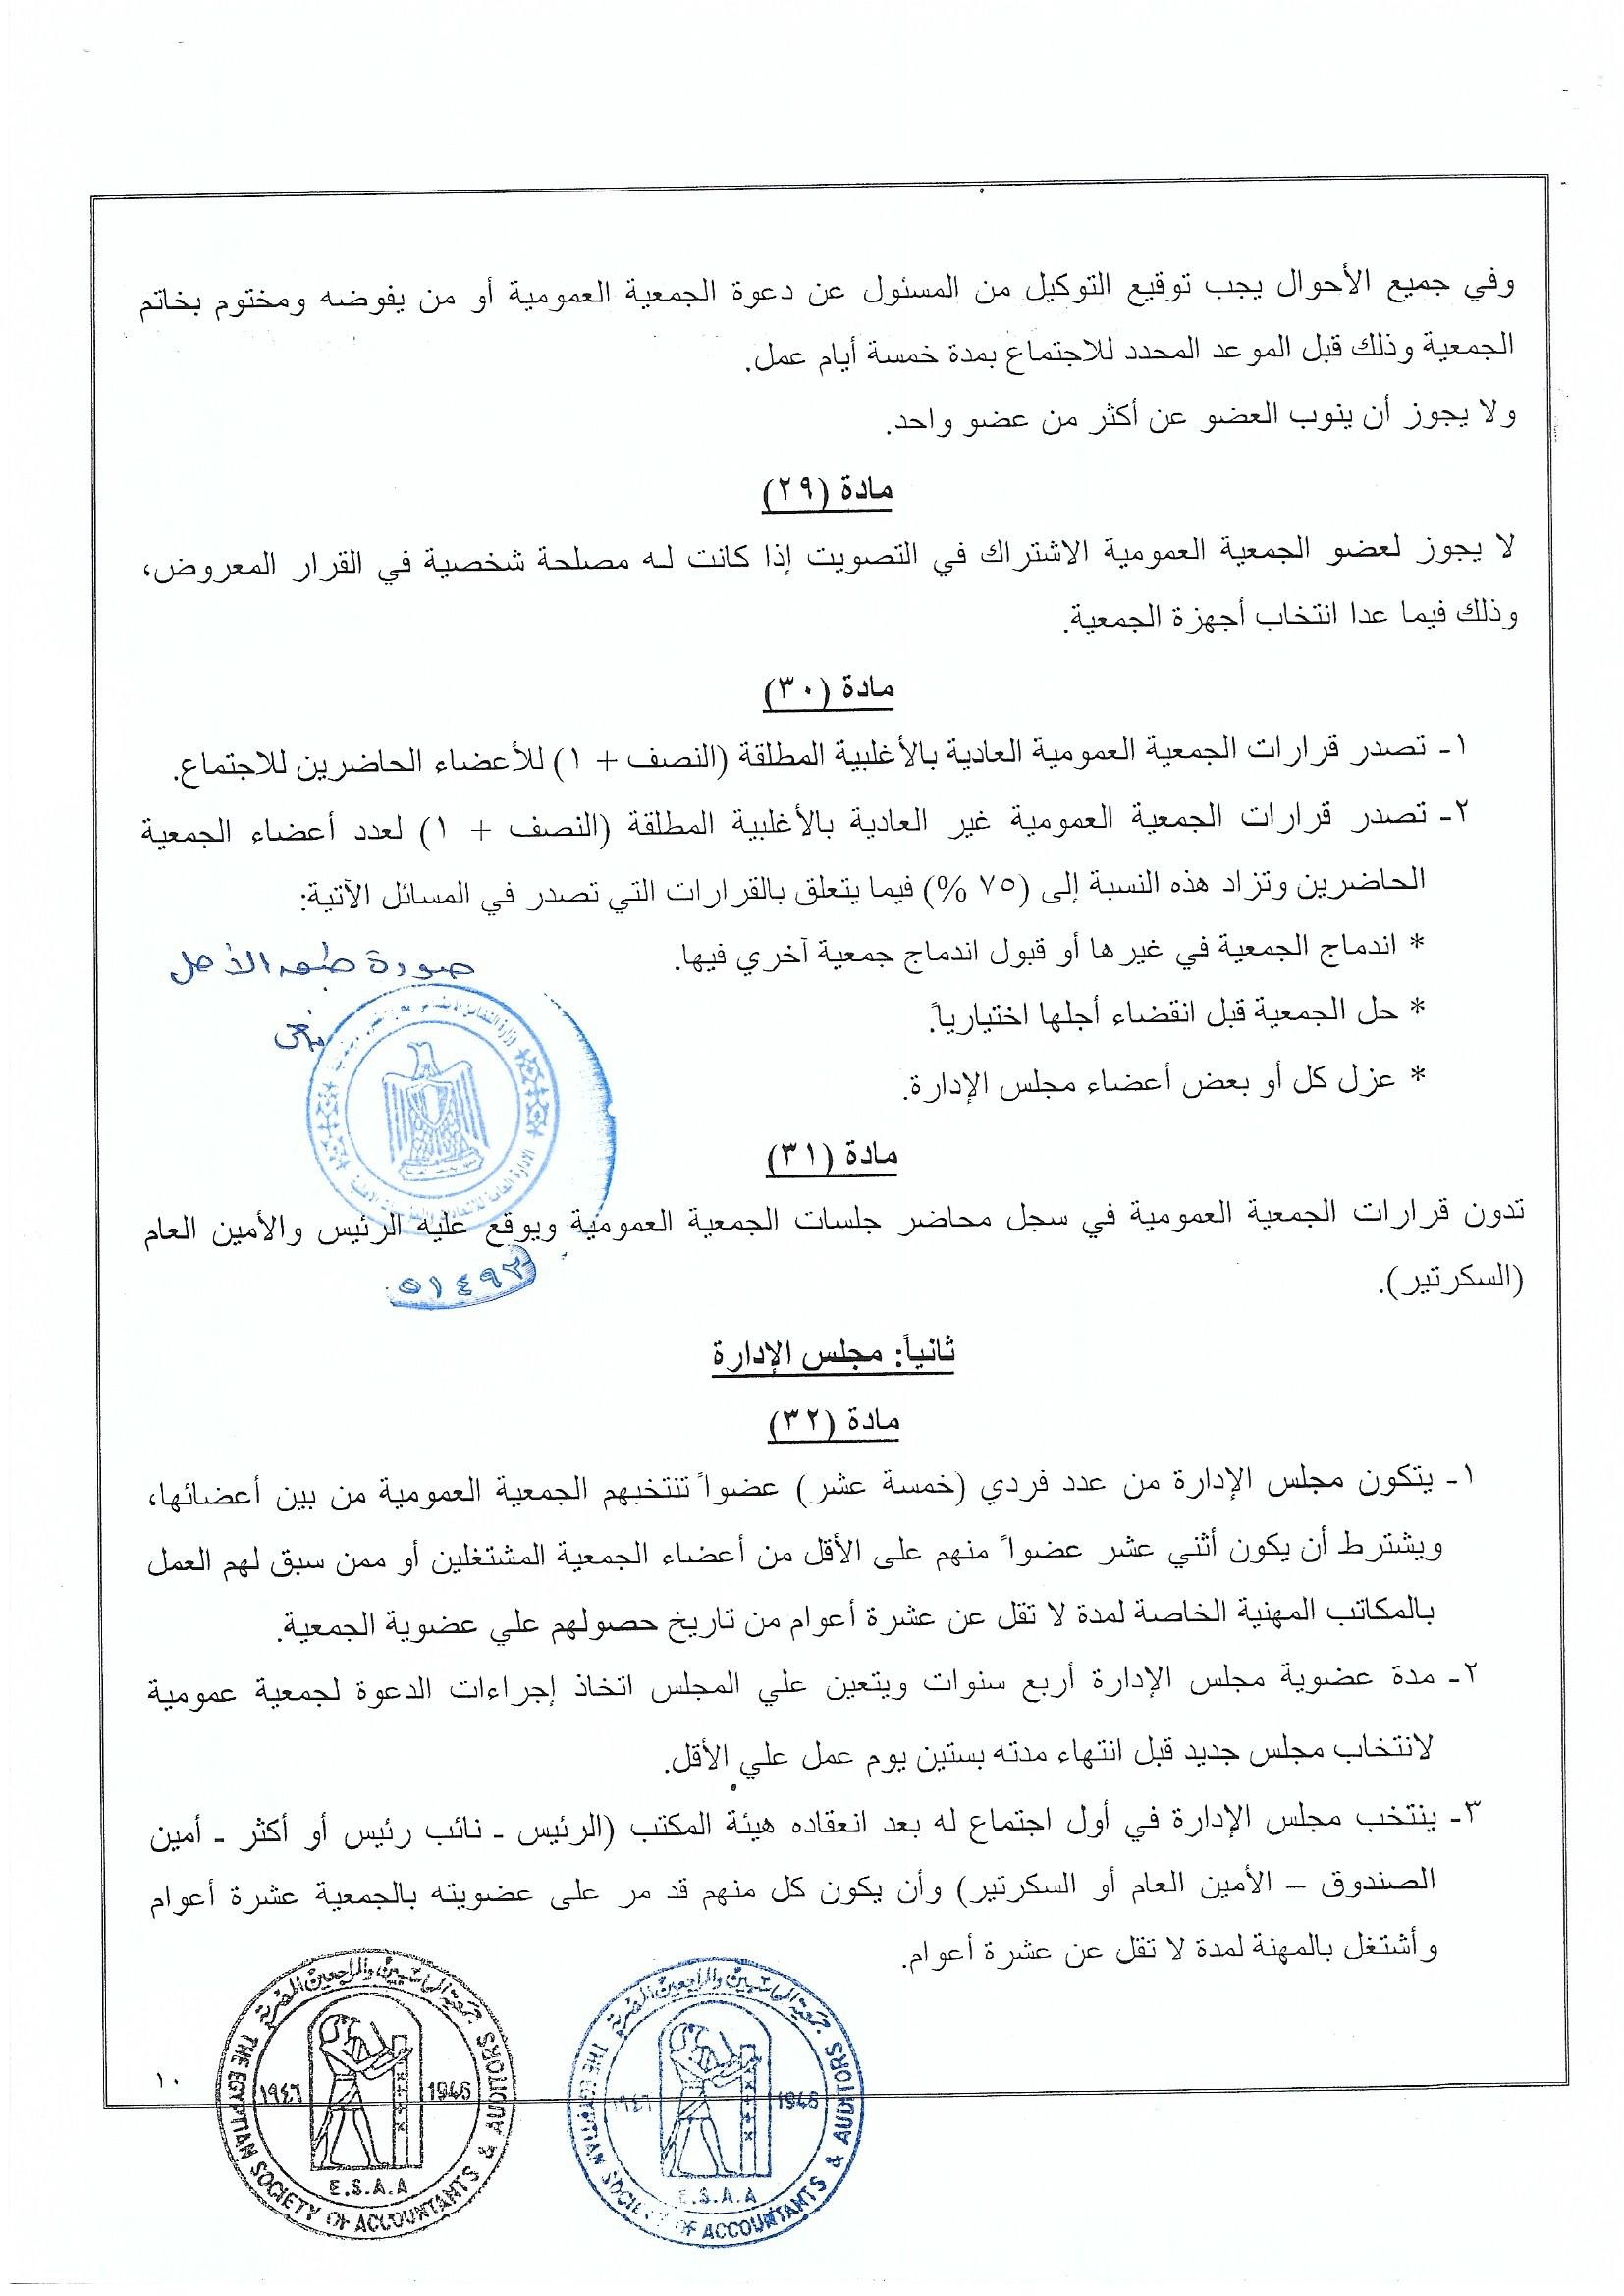 وفي جميع الأحوال يجب توقيع التوكيل من المسئول عن دعوة الجمعية العمومية أو من يفوضه ومختوم بخاتم
الجمعية وذلك قبل الموعد المحدد للاجتماع بمدة خمسة أيام عمل.
ولا يجوز أن ينوب العضو عن أكثر من عضو واحد.
مادة (٢٩)
لا يجوز لعضو الجمعية العمومية الاشتراك في التصويت إذا كانت له مصلحة شخصية في القرار المعروض،
وذلك فيما عدا انتخاب أجهزة الجمعية.
مادة (٣٠)
١- تصدر قرارات الجمعية العمومية العادية بالأغلبية المطلقة (النصف + ١) للأعضاء الحاضرين للاجتماع.
٢- تصدر قرارات الجمعية العمومية غير العادية بالأغلبية المطلقة (النصف + ١) لعدد أعضاء الجمعية
الحاضرين وتزاد هذه النسبة إلى (٧٥ %) فيما يتعلق بالقرارات التي تصدر في المسائل الآتية:
* اندماج الجمعية في غيرها أو قبول اندماج جمعية آخري فيها.
صورة طبق الأصل
* حل الجمعية قبل انقضاء أجلها اختيارياً.
* عزل كل أو بعض أعضاء مجلس الإدارة.
مادة (٣١)
تدون قرارات الجمعية العمومية في سجل محاضر جلسات الجمعية العمومية ويوقع عليه الرئيس والأمين العام
(السكرتير).
٥١٤٩٢
ثانياً: مجلس الإدارة
مادة (٣٢)
١- يتكون مجلس الإدارة من عدد فردي (خمسة عشر) عضواً تنتخبهم الجمعية العمومية من بين أعضائها،
ويشترط أن يكون أثني عشر عضواً منهم على الأقل من أعضاء الجمعية المشتغلين أو ممن سبق لهم العمل
بالمكاتب المهنية الخاصة لمدة لا تقل عن عشرة أعوام من تاريخ حصولهم علي عضوية الجمعية.
٢- مدة عضوية مجلس الإدارة أربع سنوات ويتعين علي المجلس اتخاذ إجراءات الدعوة لجمعية عمومية
لانتخاب مجلس جديد قبل انتهاء مدته بستين يوم عمل علي الأقل.
٣- ينتخب مجلس الإدارة في أول اجتماع له بعد انعقاده هيئة المكتب (الرئيس - نائب رئيس أو أكثر - أمين
الصندوق – الأمين العام أو السكرتير) وأن يكون كل منهم قد مر على عضويته بالجمعية عشرة أعوام
وأشتغل بالمهنة لمدة لا تقل عن عشرة أعوام.
جمعية المحاسبين والمراجعين المصرية
١٩٤٦ 1946
E.S.A.A
THE EGYPTIAN SOCIETY OF ACCOUNTANTS & AUDITORS
جمعية المحاسبين والمراجعين المصرية
١٩٤٦ 1946
E.S.A.A
THE EGYPTIAN SOCIETY OF ACCOUNTANTS & AUDITORS
١٠